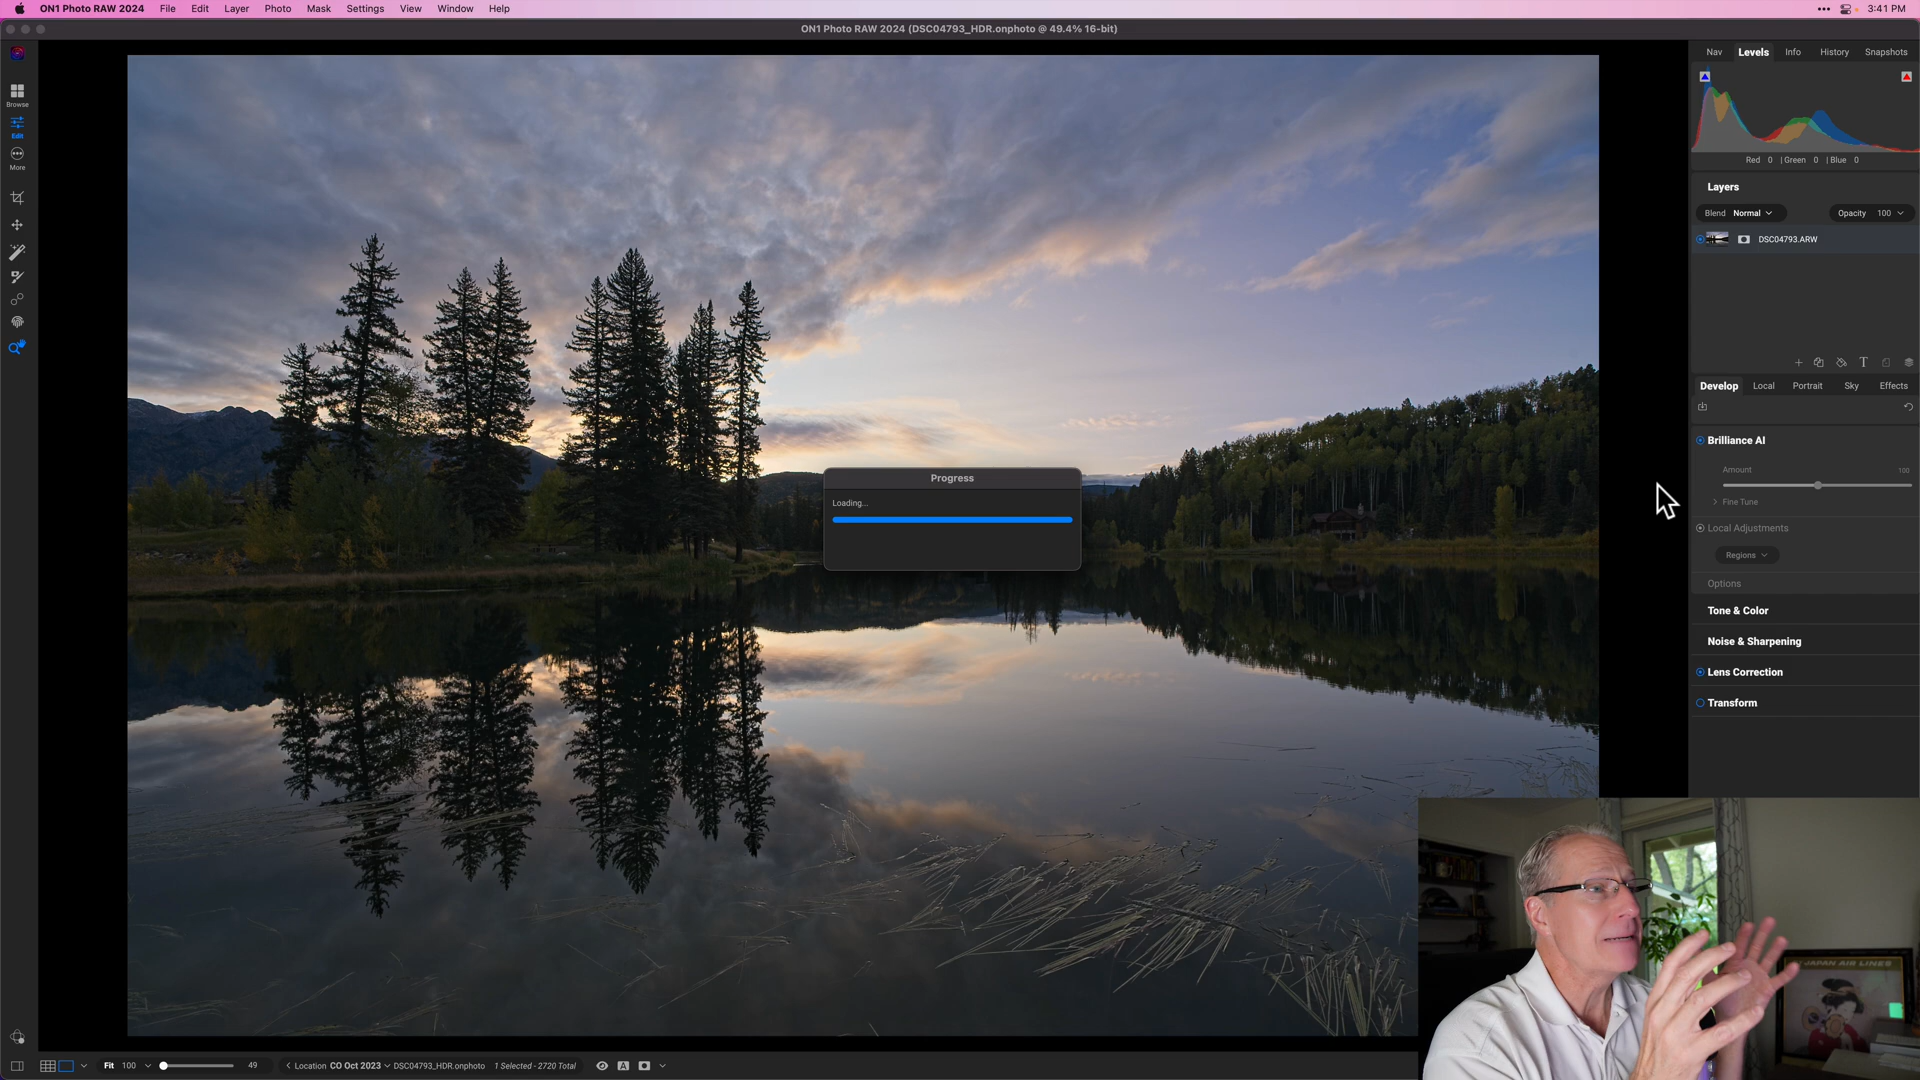 ON1 Photo RAW 2024 File Edit Layer Photo Mask Settings View Window Help 3:41 PM
ON1 Photo RAW 2024 (DSC04793_HDR.onphoto @ 49.4% 16-bit)
Nav Levels Info History Snapshots
Browse
Edit
More
Red 0 | Green 0 | Blue 0
Layers
Blend Normal Opacity 100
DSC04793.ARW
T
Develop Local Portrait Sky Effects
Brilliance AI
Amount 100
Fine Tune
Local Adjustments
Regions
Options
Tone & Color
Noise & Sharpening
Lens Correction
Transform
Progress
Loading...
JAPAN AIR LINES
Fit 100 49 Location CO Oct 2023 DSC04793_HDR.onphoto 1 Selected - 2720 Total A